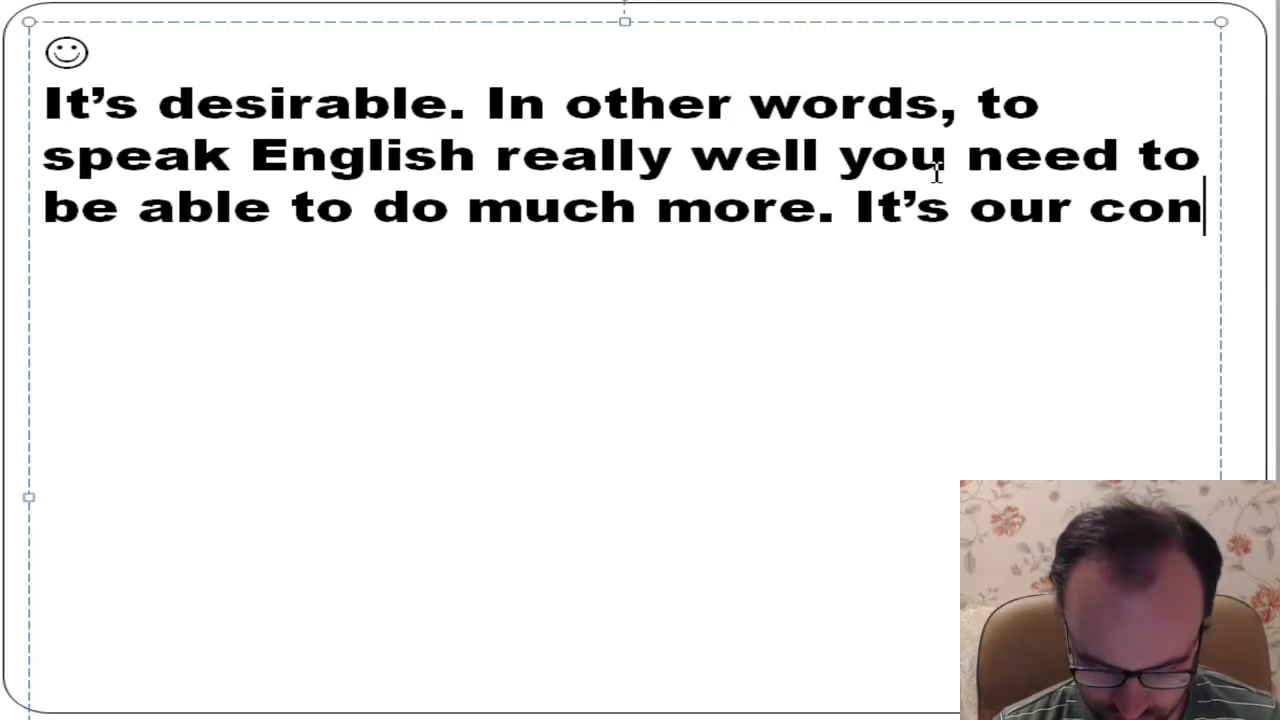 It’s desirable. In other words, to
speak English really well you need to
be able to do much more. It’s our con